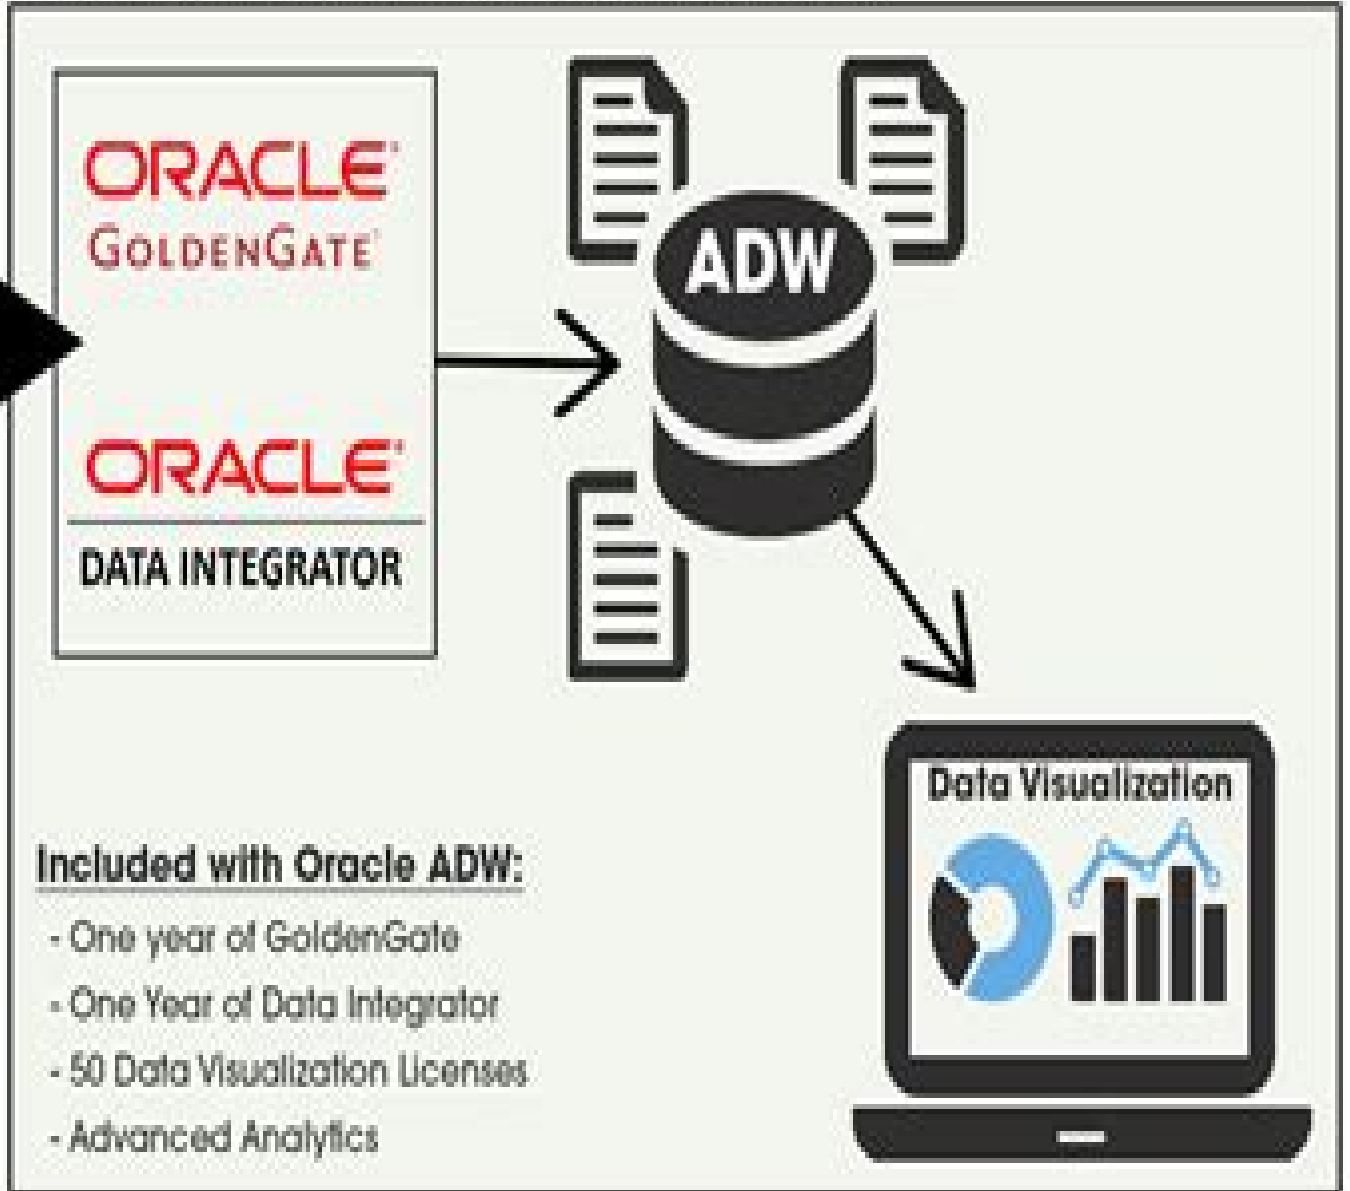 ORACLE
GOLDENGATE
ORACLE
DATA INTEGRATOR
ADW
Data Visualization
Included with Oracle ADW:
- One year of GoldenGate
- One Year of Data Integrator
- 50 Data Visualization Licenses
- Advanced Analytics